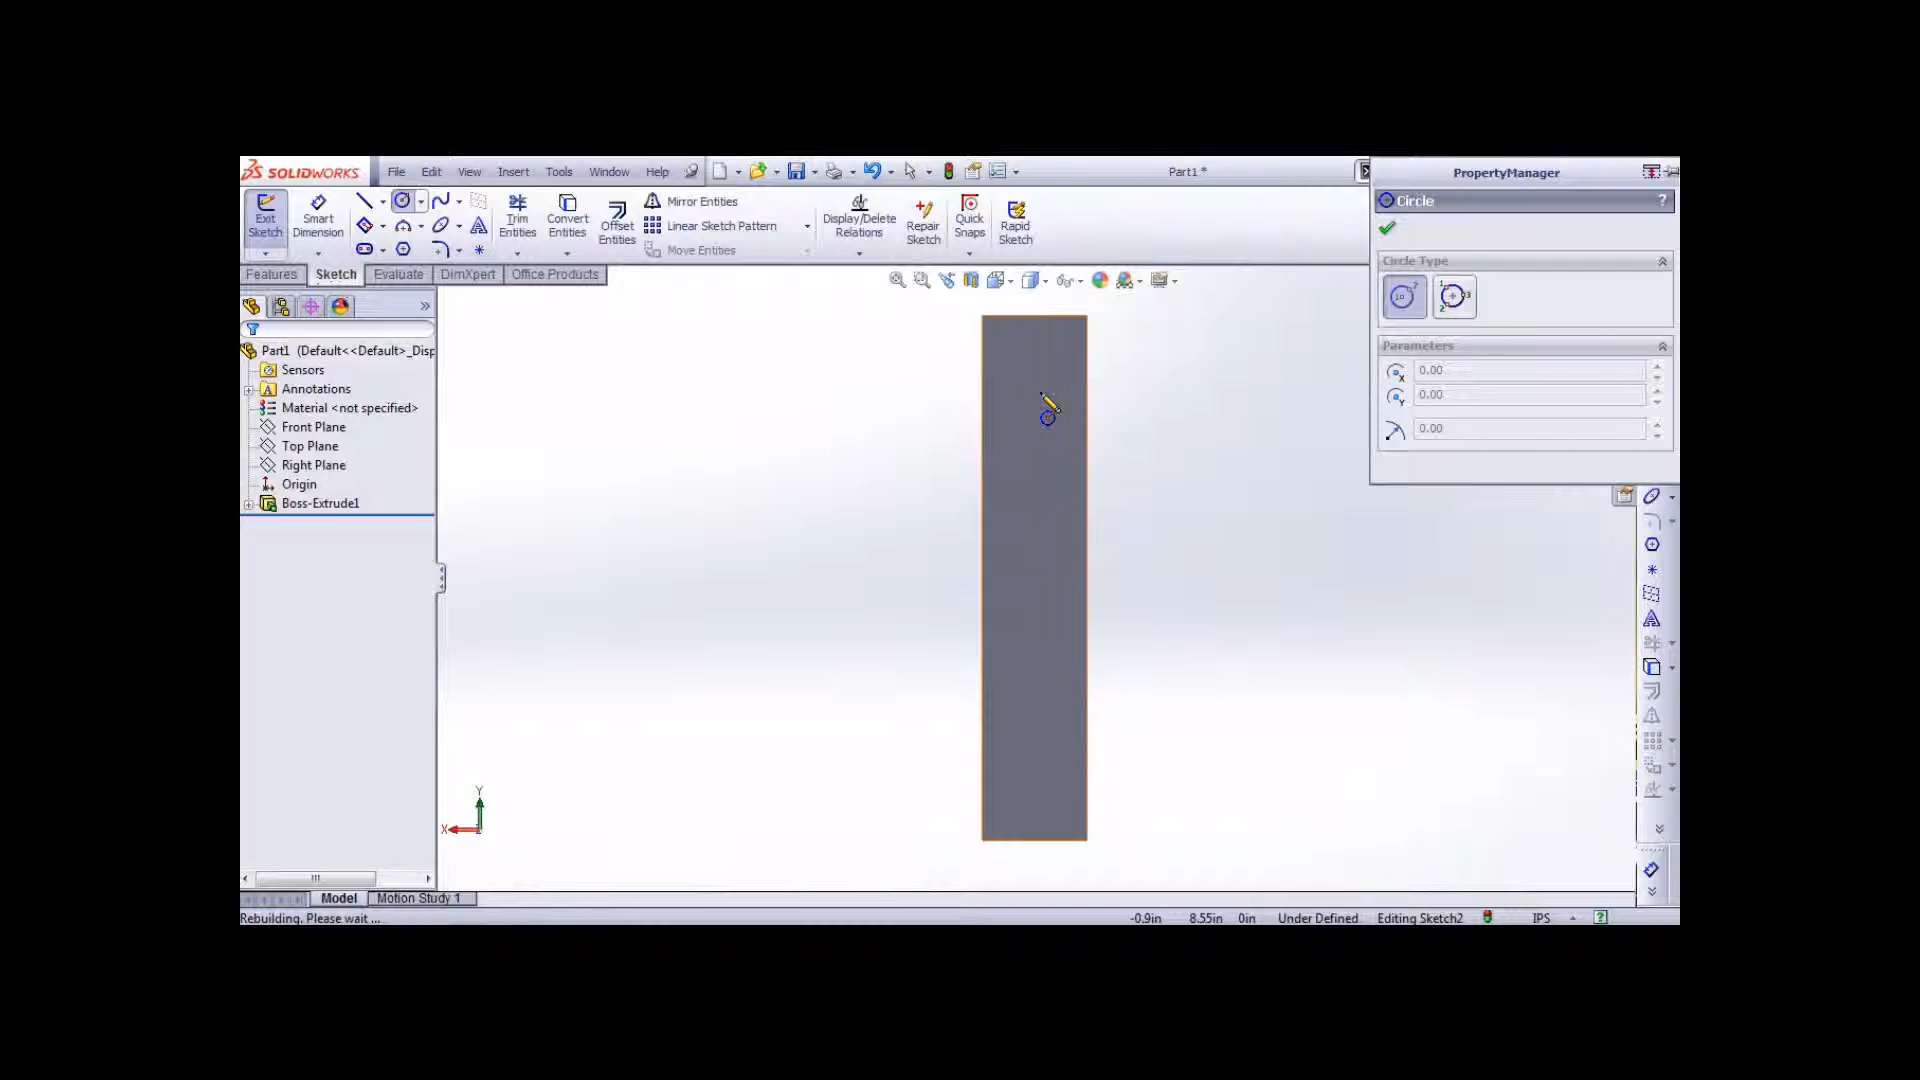 SOLIDWORKS File Edit View Insert Tools Window Help Part1 *
Exit Sketch
Smart Dimension
Trim Entities
Convert Entities
Offset Entities
Mirror Entities
Linear Sketch Pattern
Move Entities
Display/Delete Relations
Repair Sketch
Quick Snaps
Rapid Sketch
Features Sketch Evaluate DimXpert Office Products
PropertyManager
Circle ?
Circle Type
Parameters
0.00
0.00
0.00
Part1 (Default<<Default>_Disp
Sensors
Annotations
Material <not specified>
Front Plane
Top Plane
Right Plane
Origin
Boss-Extrude1
Y
X
Model Motion Study 1
Rebuilding. Please wait ... -0.9in 8.55in 0in Under Defined Editing Sketch2 IPS ?